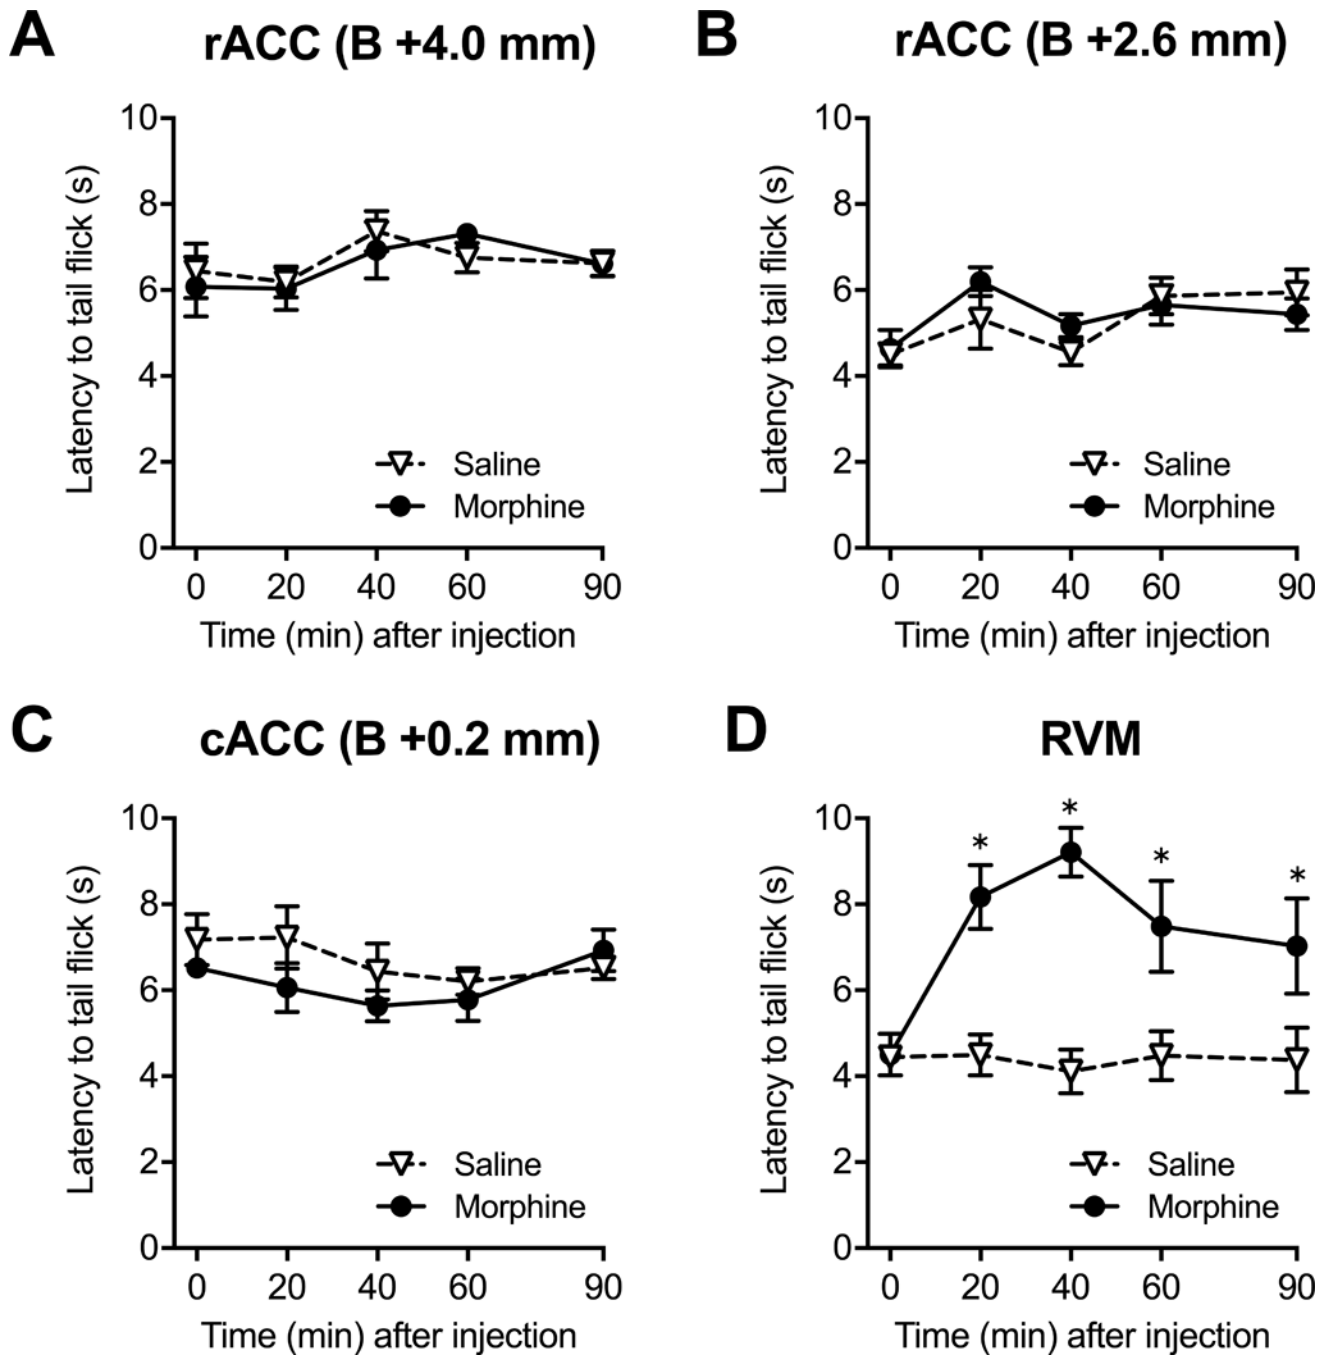 A
rACC (B +4.0 mm)
10
8
6
4
2
0
Latency to tail flick (s)
Saline
Morphine
0 20 40 60 90
Time (min) after injection
B
rACC (B +2.6 mm)
10
8
6
4
2
0
Latency to tail flick (s)
Saline
Morphine
0 20 40 60 90
Time (min) after injection
C
cACC (B +0.2 mm)
10
8
6
4
2
0
Latency to tail flick (s)
Saline
Morphine
0 20 40 60 90
Time (min) after injection
D
RVM
10
8
6
4
2
0
Latency to tail flick (s)
* * * *
Saline
Morphine
0 20 40 60 90
Time (min) after injection